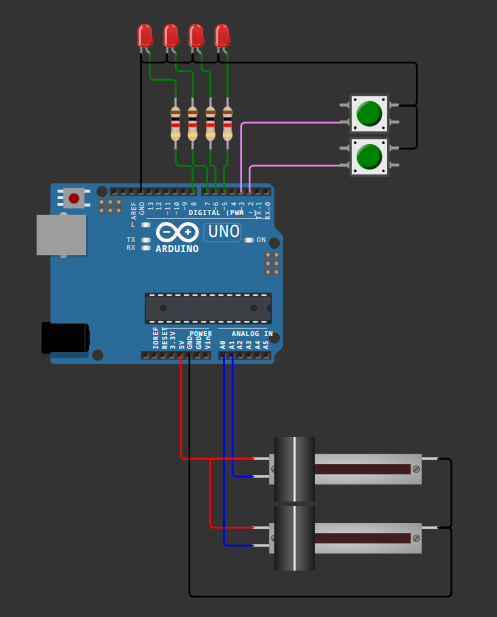 AREF
GND
13
12
~11
~10
~9
8
7
~6
~5
4
~3
~2
TX→1
RX←0
DIGITAL (PWM
L
TX
RX
UNO
ON
ARDUINO
IOREF
RESET
3.3V
5V
GND
GND
Vin
POWER
ANALOG IN
A0
A1
A2
A3
A4
A5